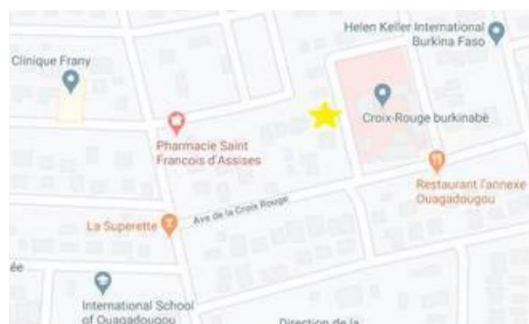 Helen Keller International
Burkina Faso
Clinique Frany
Croix-Rouge burkinabè
Pharmacie Saint
Francois d'Assises
Restaurant l'annexe
Ouagadougou
Ave de la Croix Rouge
La Superette
ée
International School
of Ouagadougou
Direction de la